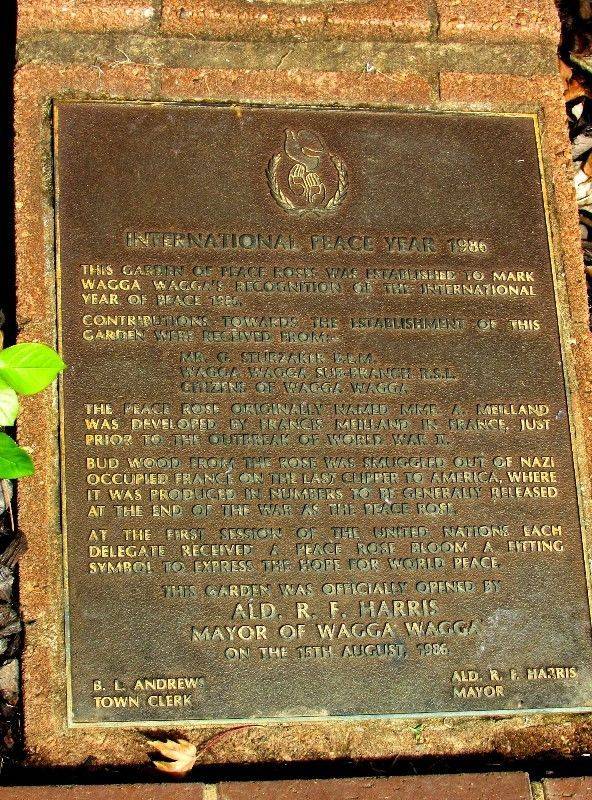 INTERNATIONAL PEACE YEAR 1986
THIS GARDEN OF PEACE ROSES WAS ESTABLISHED TO MARK
WAGGA WAGGA'S RECOGNITION OF THE INTERNATIONAL
YEAR OF PEACE 1986.
CONTRIBUTIONS TOWARDS THE ESTABLISHMENT OF THIS
GARDEN WERE RECEIVED FROM:-
MR. G. STURZAKER B.E.M.
WAGGA WAGGA SUB-BRANCH R.S.L.
CITIZENS OF WAGGA WAGGA
THE PEACE ROSE ORIGINALLY NAMED MME. A. MEILLAND
WAS DEVELOPED BY FRANCIS MEILLAND IN FRANCE, JUST
PRIOR TO THE OUTBREAK OF WORLD WAR II.
BUD WOOD FROM THE ROSE WAS SMUGGLED OUT OF NAZI
OCCUPIED FRANCE ON THE LAST CLIPPER TO AMERICA, WHERE
IT WAS PRODUCED IN NUMBERS TO BE GENERALLY RELEASED
AT THE END OF THE WAR AS THE PEACE ROSE.
AT THE FIRST SESSION OF THE UNITED NATIONS EACH
DELEGATE RECEIVED A PEACE ROSE BLOOM A FITTING
SYMBOL TO EXPRESS THE HOPE FOR WORLD PEACE.
THIS GARDEN WAS OFFICIALLY OPENED BY
ALD. R. F. HARRIS
MAYOR OF WAGGA WAGGA
ON THE 15TH AUGUST, 1986
B. L. ANDREWS
TOWN CLERK
ALD. R. F. HARRIS
MAYOR